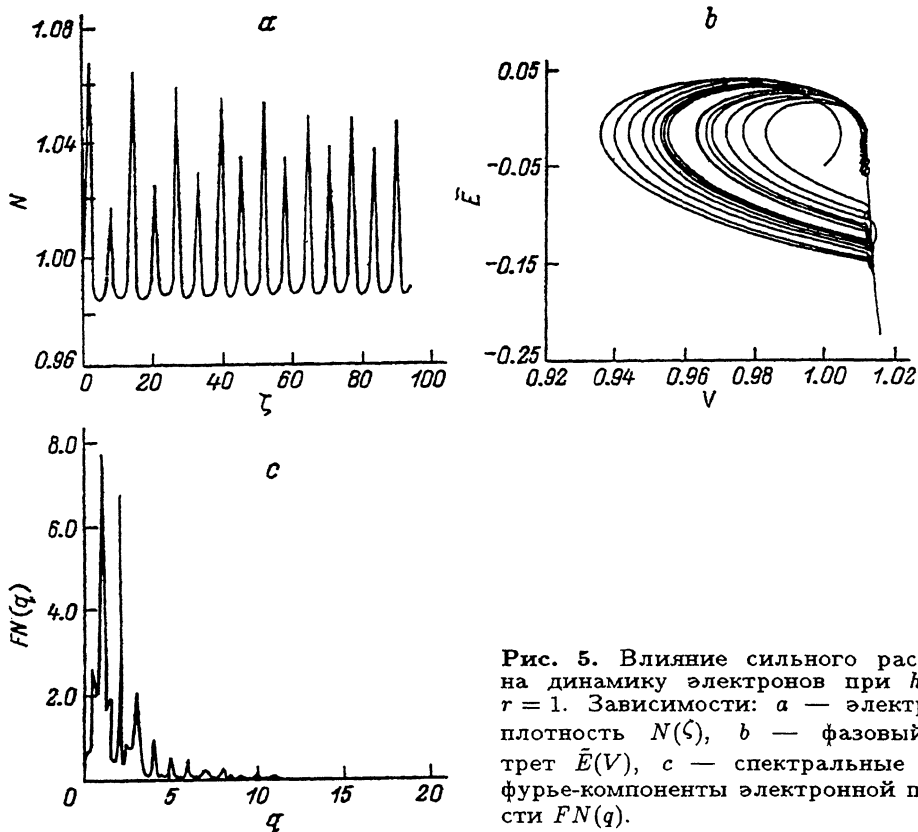 a
1.08
1.04
1.00
0.96
N
0 20 40 60 80 100
ζ
b
0.05
-0.05
-0.15
-0.25
Ẽ
0.92 0.94 0.96 0.98 1.00 1.02
V
c
8.0
6.0
4.0
2.0
FN(q)
0 5 10 15 20
q
Рис. 5. Влияние сильного рас
на динамику электронов при h
r = 1. Зависимости: a — электр
плотность N(ζ), b — фазовый
трет Ẽ(V), c — спектральные
фурье-компоненты электронной п
сти FN(q).